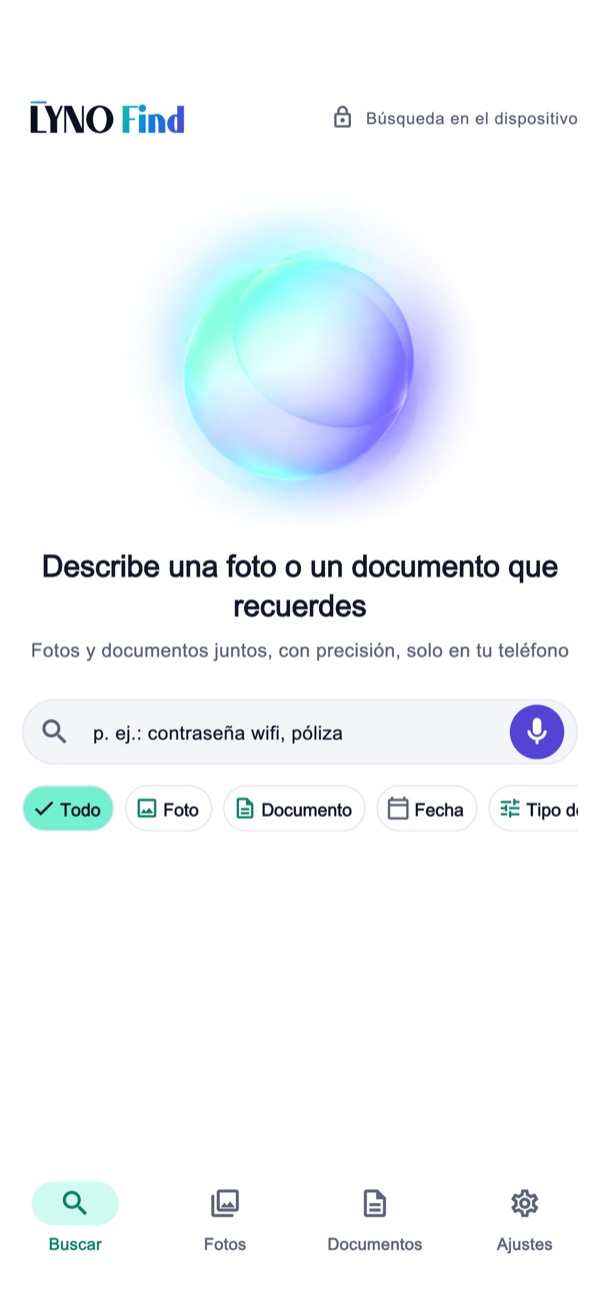 LYNO Find
Búsqueda en el dispositivo
Describe una foto o un documento que
recuerdes
Fotos y documentos juntos, con precisión, solo en tu teléfono
p. ej.: contraseña wifi, póliza
Todo Foto Documento Fecha Tipo de
Buscar Fotos Documentos Ajustes